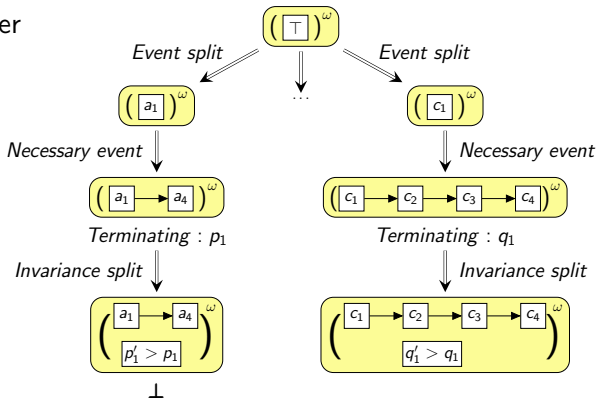 er
( ⊤ )^ω
Event split Event split
...
( a₁ )^ω ( c₁ )^ω
Necessary event Necessary event
( a₁ a₄ )^ω ( c₁ c₂ c₃ c₄ )^ω
Terminating : p₁ Terminating : q₁
Invariance split Invariance split
( a₁ a₄ )^ω ( c₁ c₂ c₃ c₄ )^ω
p′₁ > p₁ q′₁ > q₁
⊥